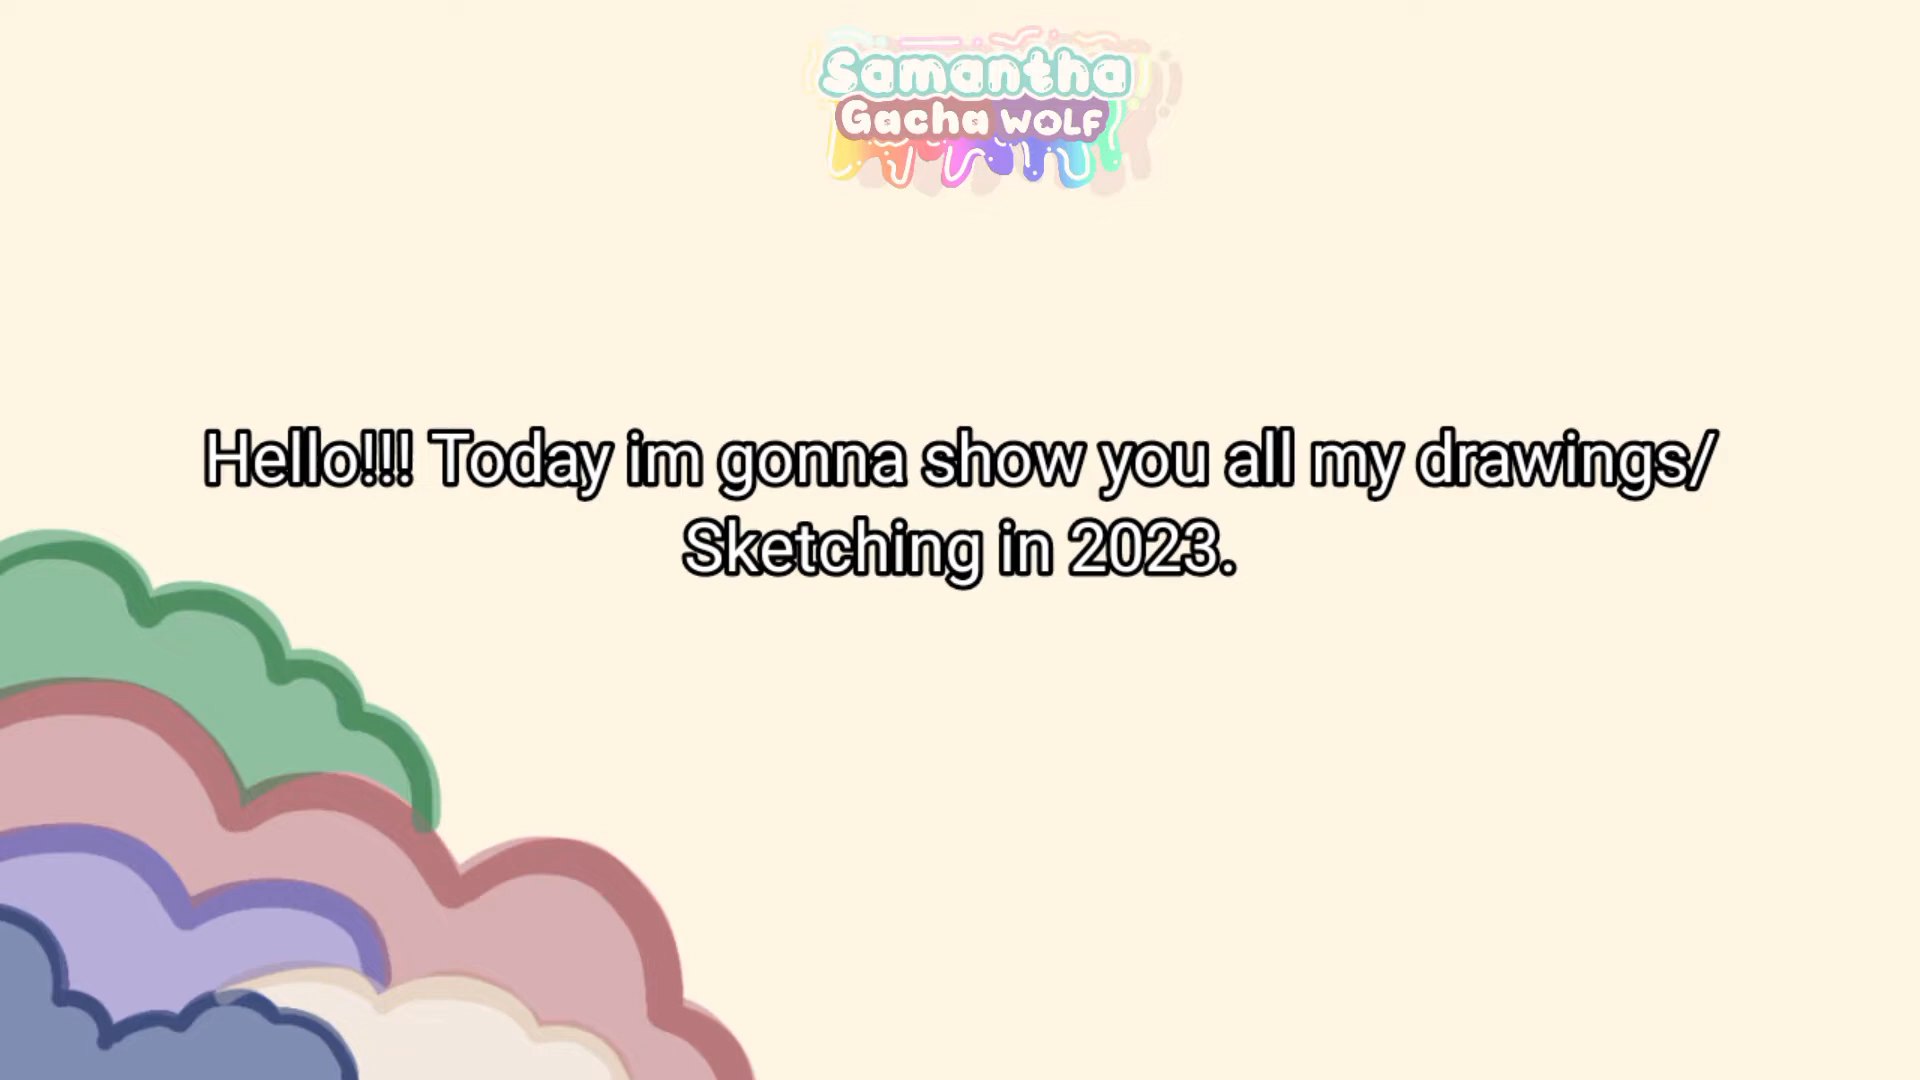 Samantha
Gacha WOLF
Hello!!! Today im gonna show you all my drawings/
Sketching in 2023.